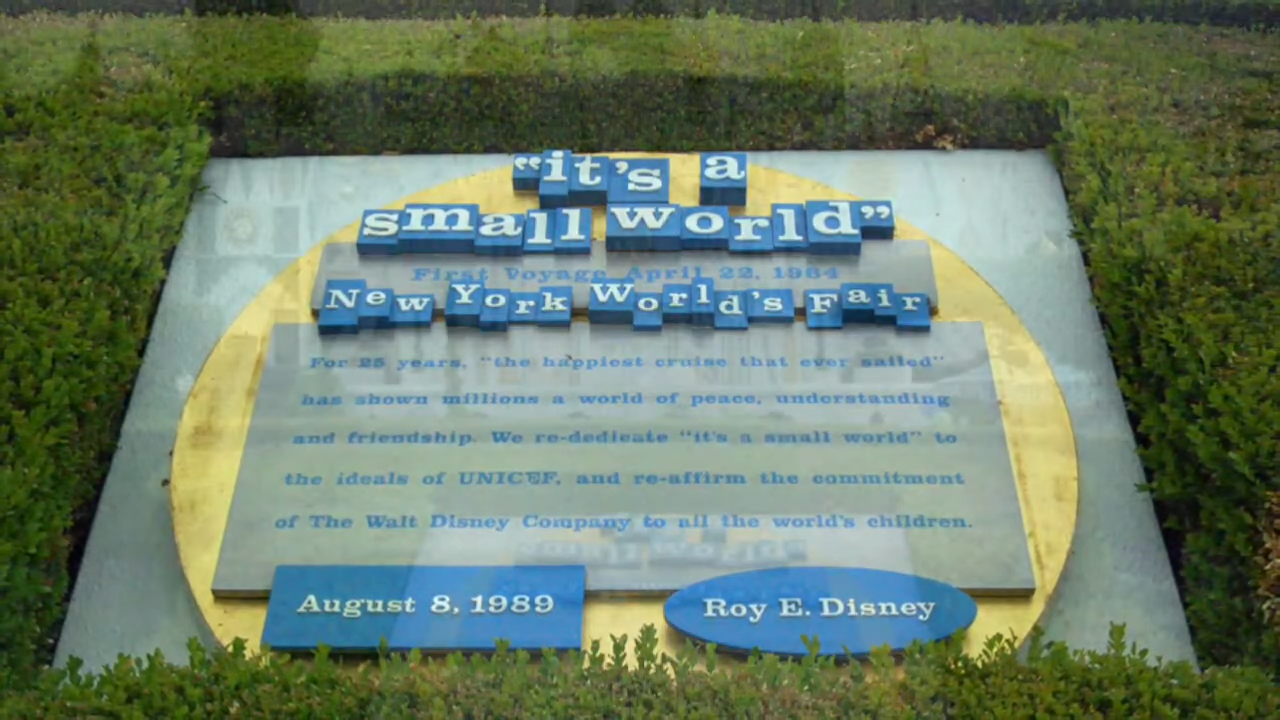 “it’s a
small world”
First Voyage April 22, 1964
New York World’s Fair
For 25 years, “the happiest cruise that ever sailed”
has shown millions a world of peace, understanding
and friendship. We re-dedicate “it’s a small world” to
the ideals of UNICEF, and re-affirm the commitment
of The Walt Disney Company to all the world’s children.
August 8, 1989
Roy E. Disney